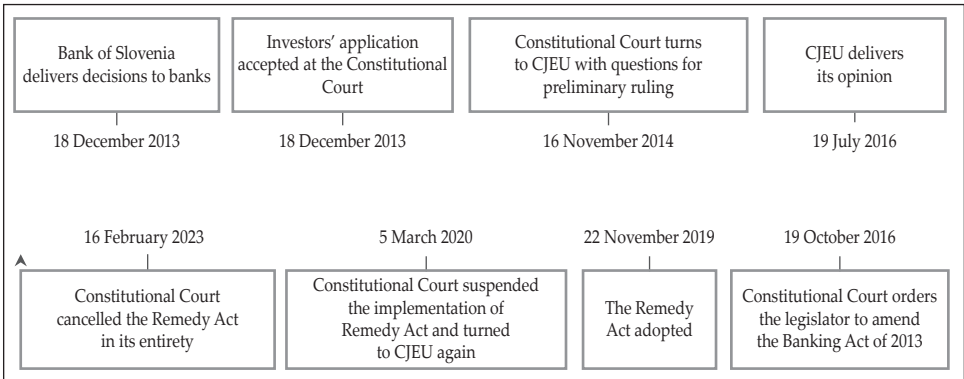 Bank of Slovenia
delivers decisions to banks
18 December 2013
Investors’ application
accepted at the Constitutional
Court
18 December 2013
Constitutional Court turns
to CJEU with questions for
preliminary ruling
16 November 2014
CJEU delivers
its opinion
19 July 2016
16 February 2023
Constitutional Court
cancelled the Remedy Act
in its entirety
5 March 2020
Constitutional Court suspended
the implementation of
Remedy Act and turned
to CJEU again
22 November 2019
The Remedy
Act adopted
19 October 2016
Constitutional Court orders
the legislator to amend
the Banking Act of 2013